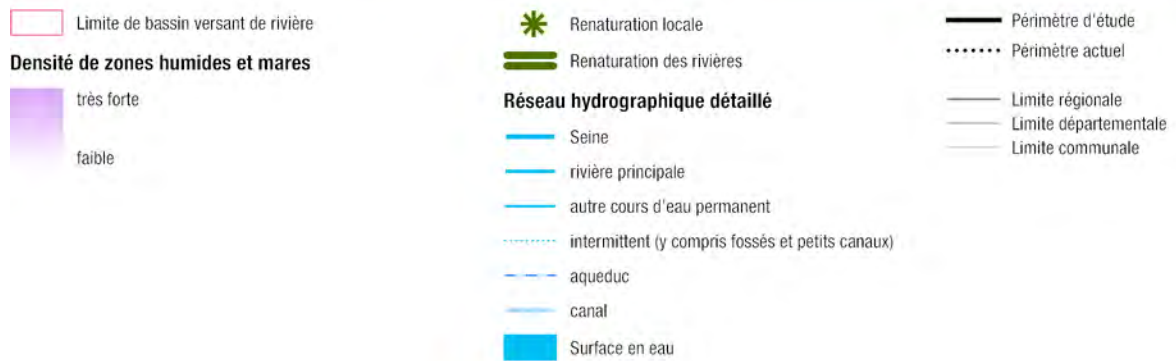 Limite de bassin versant de rivière
Densité de zones humides et mares
très forte
faible
Renaturation locale
Renaturation des rivières
Réseau hydrographique détaillé
Seine
rivière principale
autre cours d'eau permanent
intermittent (y compris fossés et petits canaux)
aqueduc
canal
Surface en eau
Périmètre d'étude
Périmètre actuel
Limite régionale
Limite départementale
Limite communale